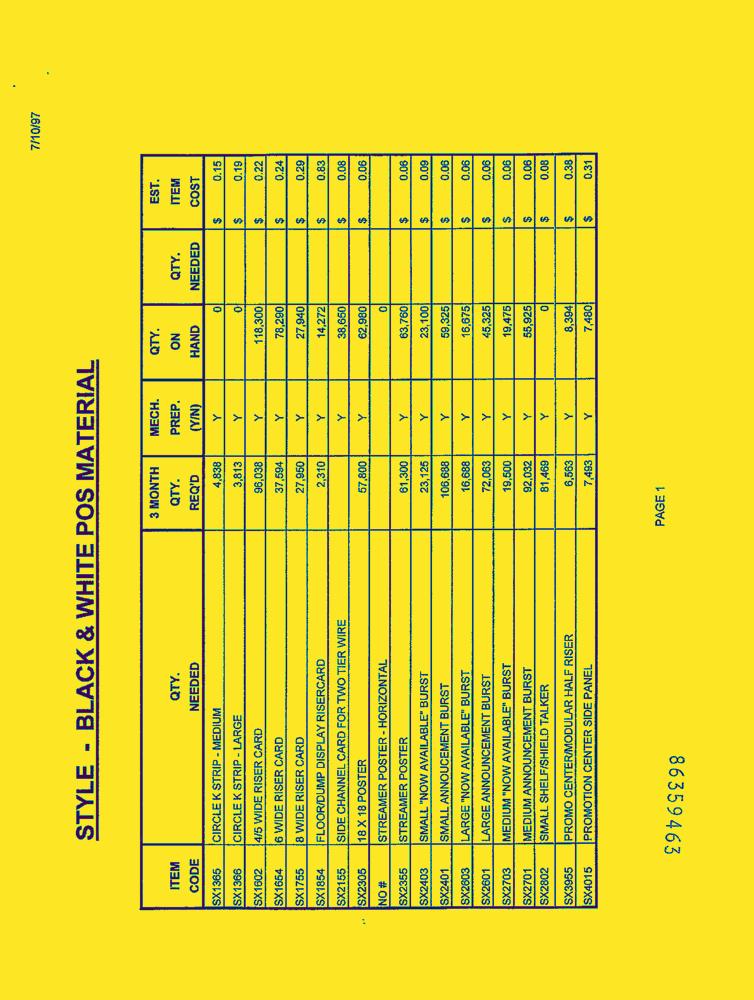 7/10/97
STYLE - BLACK & WHITE POS MATERIAL
ITEM CODE QTY. NEEDED 3 MONTH QTY. REQ'D MECH. PREP. (Y/N) QTY. ON HAND QTY. NEEDED EST. ITEM COST
SX1365 CIRCLE K STRIP - MEDIUM 4,838 Y 0 $ 0.15
SX1366 CIRCLE K STRIP - LARGE 3,813 Y 0 $ 0.19
SX1602 4/5 WIDE RISER CARD 96,038 Y 118,300 $ 0.22
SX1654 6 WIDE RISER CARD 37,594 Y 78,290 $ 0.24
SX1755 8 WIDE RISER CARD 27,950 Y 27,940 $ 0.29
SX1854 FLOOR/DUMP DISPLAY RISERCARD 2,310 Y 14,272 $ 0.83
SX2155 SIDE CHANNEL CARD FOR TWO TIER WIRE Y 38,650 $ 0.08
SX2305 18 X 18 POSTER 57,800 Y 62,980 $ 0.06
NO # STREAMER POSTER - HORIZONTAL 0
SX2355 STREAMER POSTER 61,300 Y 63,760 $ 0.06
SX2403 SMALL "NOW AVAILABLE" BURST 23,125 Y 23,100 $ 0.09
SX2401 SMALL ANNOUCEMENT BURST 106,688 Y 59,325 $ 0.06
SX2603 LARGE "NOW AVAILABLE" BURST 16,688 Y 16,675 $ 0.06
SX2601 LARGE ANNOUNCEMENT BURST 72,063 Y 45,325 $ 0.06
SX2703 MEDIUM "NOW AVAILABLE" BURST 19,500 Y 19,475 $ 0.06
SX2701 MEDIUM ANNOUNCEMENT BURST 92,032 Y 55,925 $ 0.06
SX2802 SMALL SHELF/SHIELD TALKER 81,469 Y 0 $ 0.08
SX3955 PROMO CENTER/MODULAR HALF RISER 6,563 Y 8,394 $ 0.38
SX4015 PROMOTION CENTER SIDE PANEL 7,493 Y 7,480 $ 0.31
PAGE 1
86359463